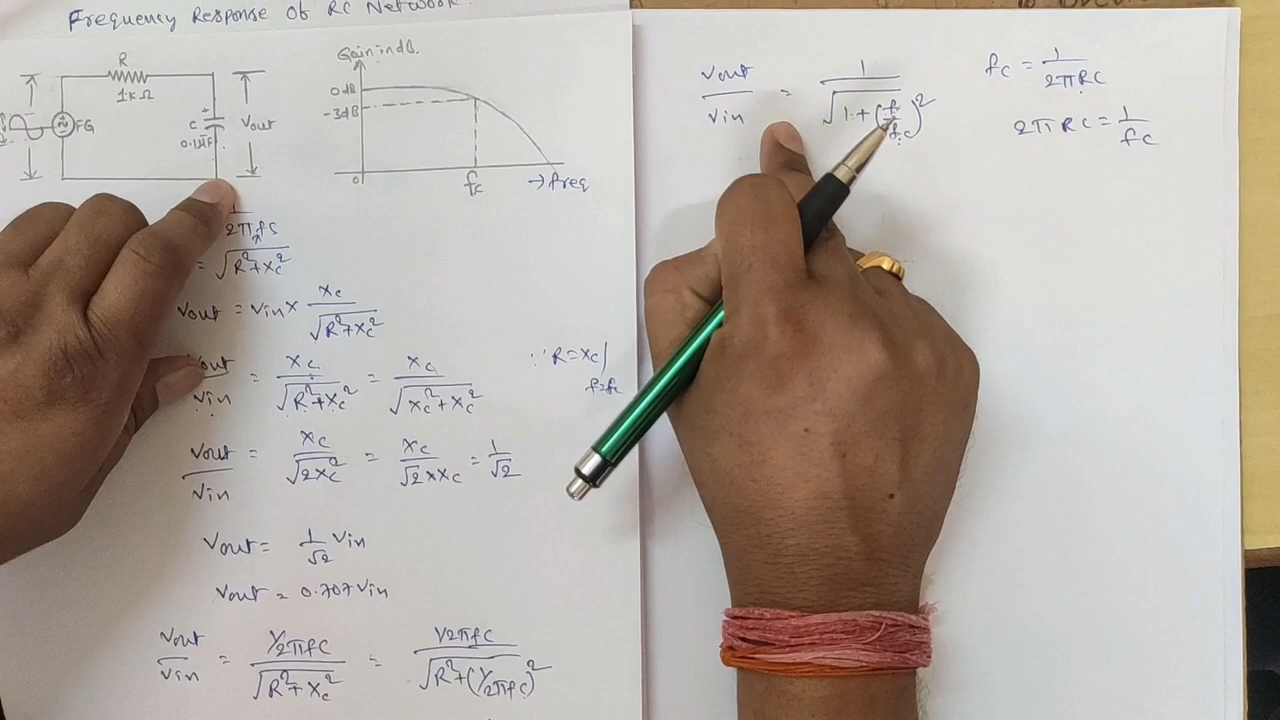 Frequency Response Of RC Network.
R
1kΩ
FG
C
0.1µF
Vout
Gain in dB.
0dB
-3dB
0
fc
→freq
1/2πfC
= √R²+Xc²
Vout = Vin × Xc/√R²+Xc²
Vout/Vin = Xc/√R²+Xc² = Xc/√Xc²+Xc² ∵ R=Xc/f=fc
Vout/Vin = Xc/√2Xc² = Xc/√2×Xc = 1/√2
Vout = 1/√2 Vin
Vout = 0.707Vin
Vout/Vin = 1/2πfC/√R²+Xc² = 1/2πfC/√R²+(1/2πfC)²
Vout/Vin = 1/√1+(f/fc)²
fc = 1/2πRC
2πRC = 1/fc